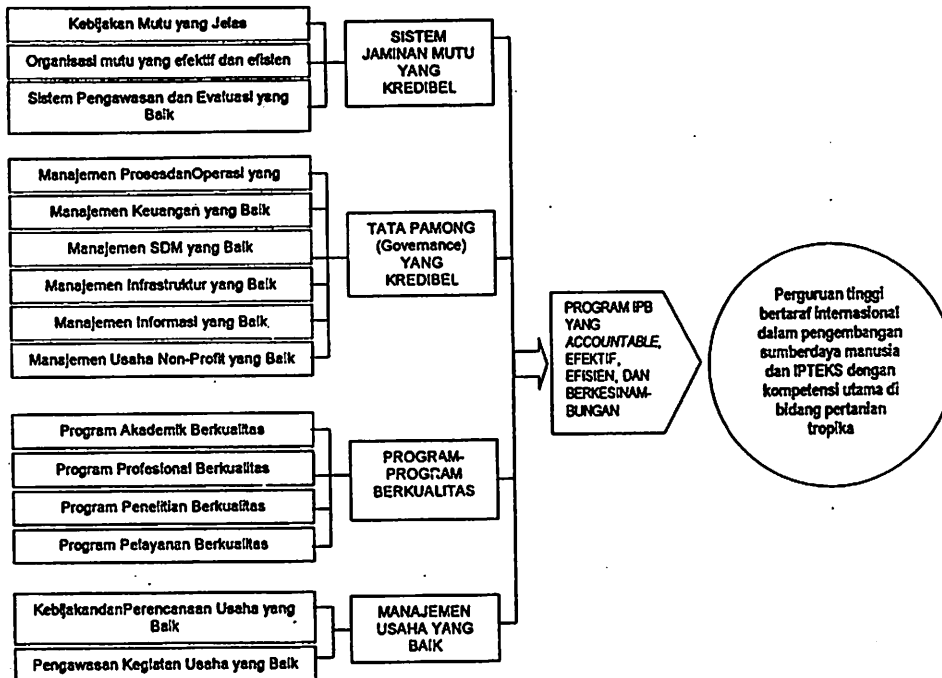 Kebijakan Mutu yang Jelas
Organisasi mutu yang efektif dan efisien
Sistem Pengawasan dan Evaluasi yang
Baik
SISTEM
JAMINAN MUTU
YANG
KREDIBEL
Manajemen ProsesdanOperasi yang
Manajemen Keuangan yang Baik
Manajemen SDM yang Baik
Manajemen Infrastruktur yang Baik
Manajemen Informasi yang Baik.
Manajemen Usaha Non-Profit yang Baik
TATA PAMONG
(Governance)
YANG
KREDIBEL
Program Akademik Berkualitas
Program Profesional Berkualitas
Program Penelitian Berkualitas
Program Pelayanan Berkualitas
PROGRAM-
PROGRAM
BERKUALITAS
KebijakandanPerencanaan Usaha yang
Baik
Pengawasan Kegiatan Usaha yang Baik
MANAJEMEN
USAHA YANG
BAIK
PROGRAM IPB
YANG
ACCOUNTABLE,
EFEKTIF,
EFISIEN, DAN
BERKESINAM-
BUNGAN
Perguruan tinggi
bertaraf internasional
dalam pengembangan
sumberdaya manusia
dan IPTEKS dengan
kompetensi utama di
bidang pertanian
tropika